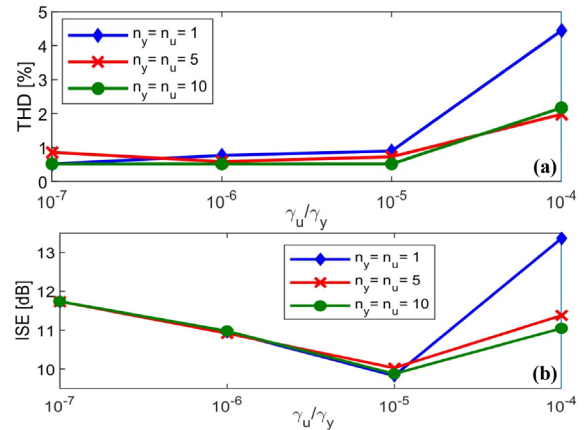 5
4
3
2
1
0
THD [%]
n_y = n_u = 1
n_y = n_u = 5
n_y = n_u = 10
(a)
10^-7
10^-6
10^-5
10^-4
γ_u/γ_y
13
12
11
10
ISE [dB]
n_y = n_u = 1
n_y = n_u = 5
n_y = n_u = 10
(b)
10^-7
10^-6
10^-5
10^-4
γ_u/γ_y